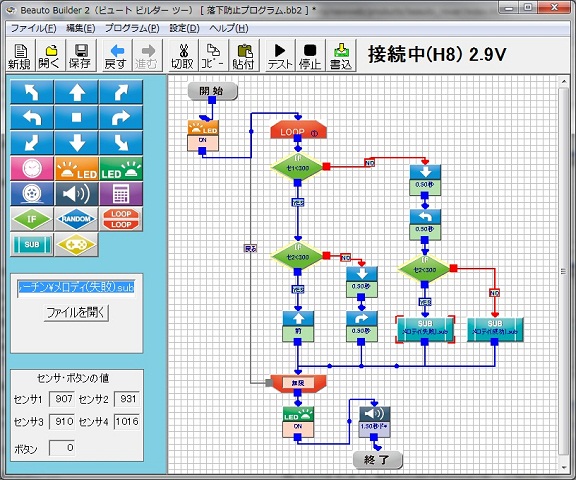 Beauto Builder 2（ビュート ビルダー ツー） [ 落下防止プログラム.bb2 ] *
ファイル(F) 編集(E) プログラム(P) 設定(D) ヘルプ(H)
新規 開く 保存 戻す 次へ 切取 コピー 貼付 テスト 停止 書込 接続中(H8) 2.9V
開始
LED
ON
LOOP ①
IF
セ1<300
NO
YES
0.50秒
0.50秒
戻る
IF
セ2<300
NO
YES
IF
セ2<300
NO
YES
0.30秒
前
0.50秒
SUB
メロディ(失敗).sub
SUB
メロディ(成功).sub
無限
LED
ON
1.50秒ド*
終了
LED LED
IF RANDOM LOOP LOOP
SUB
ーチン¥メロディ(失敗).sub
ファイルを開く
センサ・ボタンの値
センサ1 907 センサ2 931
センサ3 910 センサ4 1016
ボタン 0